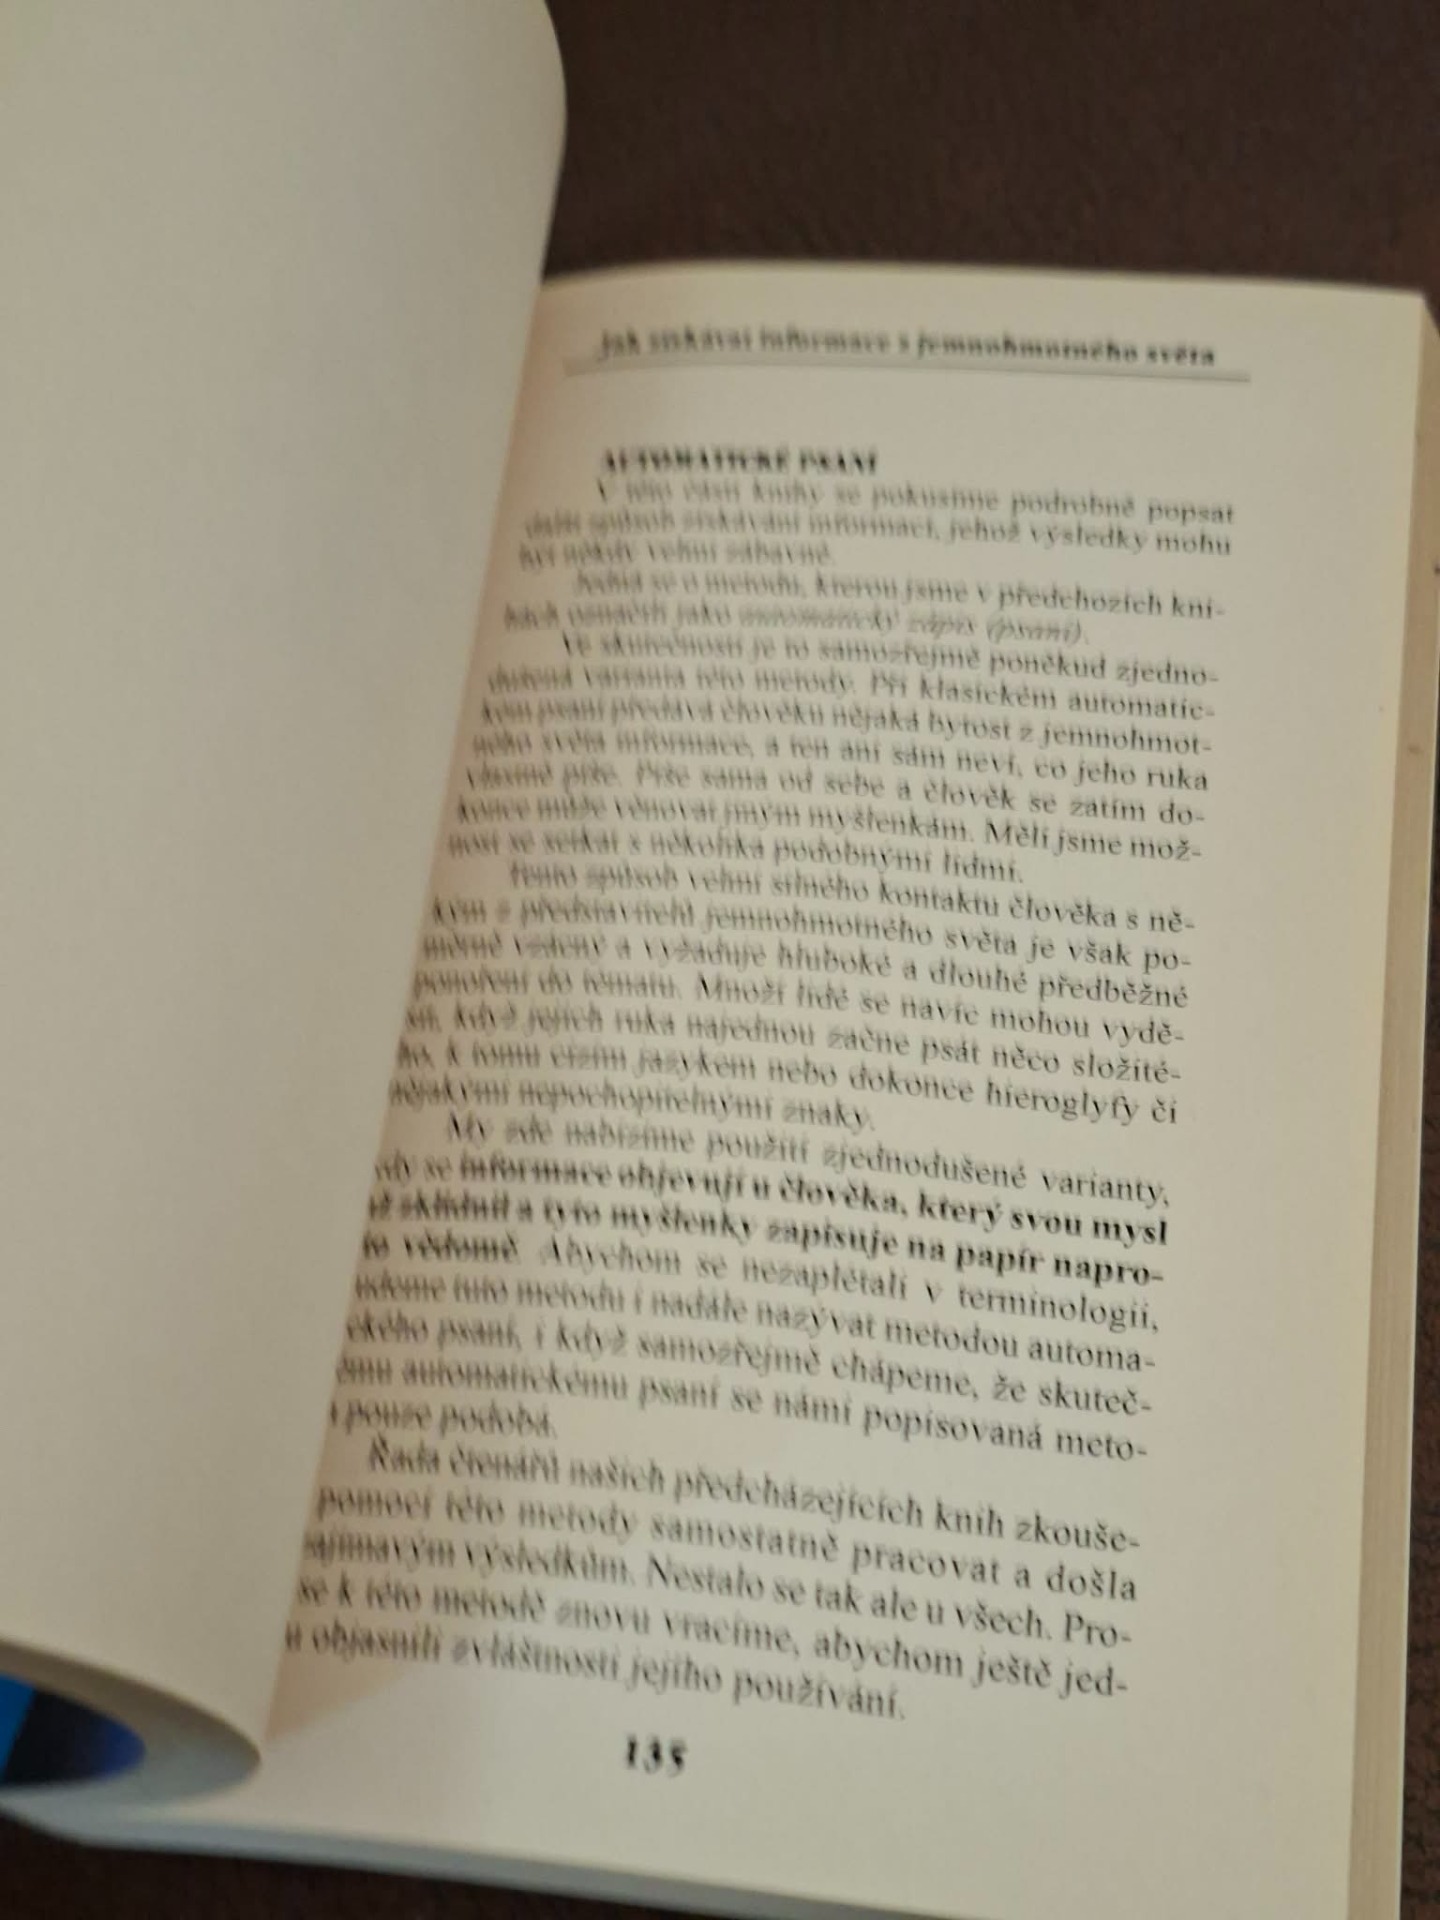 Jak získávat informace z jemnohmotného světa
AUTOMATICKÉ PSANÍ
V této části knihy se pokusíme podrobně popsat
další způsob získávání informací, jehož výsledky mohu
být někdy velmi zábavné.
Jedná se o metodu, kterou jsme v předchozích kni-
hách označili jako automatický zápis (psaní).
Ve skutečnosti je to samozřejmě poněkud zjedno-
dušená varianta této metody. Při klasickém automatic-
kém psaní předává člověku nějaká bytost z jemnohmot-
ného světa informace, a ten ani sám neví, co jeho ruka
vlastně píše. Píše sama od sebe a člověk se zatím do-
konce může věnovat jiným myšlenkám. Měli jsme mož-
nost se setkat s několika podobnými lidmi.
Tento způsob velmi silného kontaktu člověka s ně-
kým z představitelů jemnohmotného světa je však po-
měrně vzácný a vyžaduje hluboké a dlouhé předběžné
ponoření do tématu. Mnozí lidé se navíc mohou vydě-
sit, když jejich ruka najednou začne psát něco složité-
ho, k tomu cizím jazykem nebo dokonce hieroglyfy či
nějakými nepochopitelnými znaky.
My zde nabízíme použití zjednodušené varianty,
dy se informace objevují u člověka, který svou mysl
iž zklidnil a tyto myšlenky zapisuje na papír napro-
to vědomě. Abychom se nezaplétali v terminologii,
udeme tuto metodu i nadále nazývat metodou automa-
ckého psaní, i když samozřejmě chápeme, že skuteč-
ému automatickému psaní se námi popisovaná meto-
i pouze podobá.
Řada čtenářů našich předcházejících knih zkouše-
pomocí této metody samostatně pracovat a došla
zajímavým výsledkům. Nestalo se tak ale u všech. Pro-
se k této metodě znovu vracíme, abychom ještě jed-
u objasnili zvláštnosti jejího používání.
135